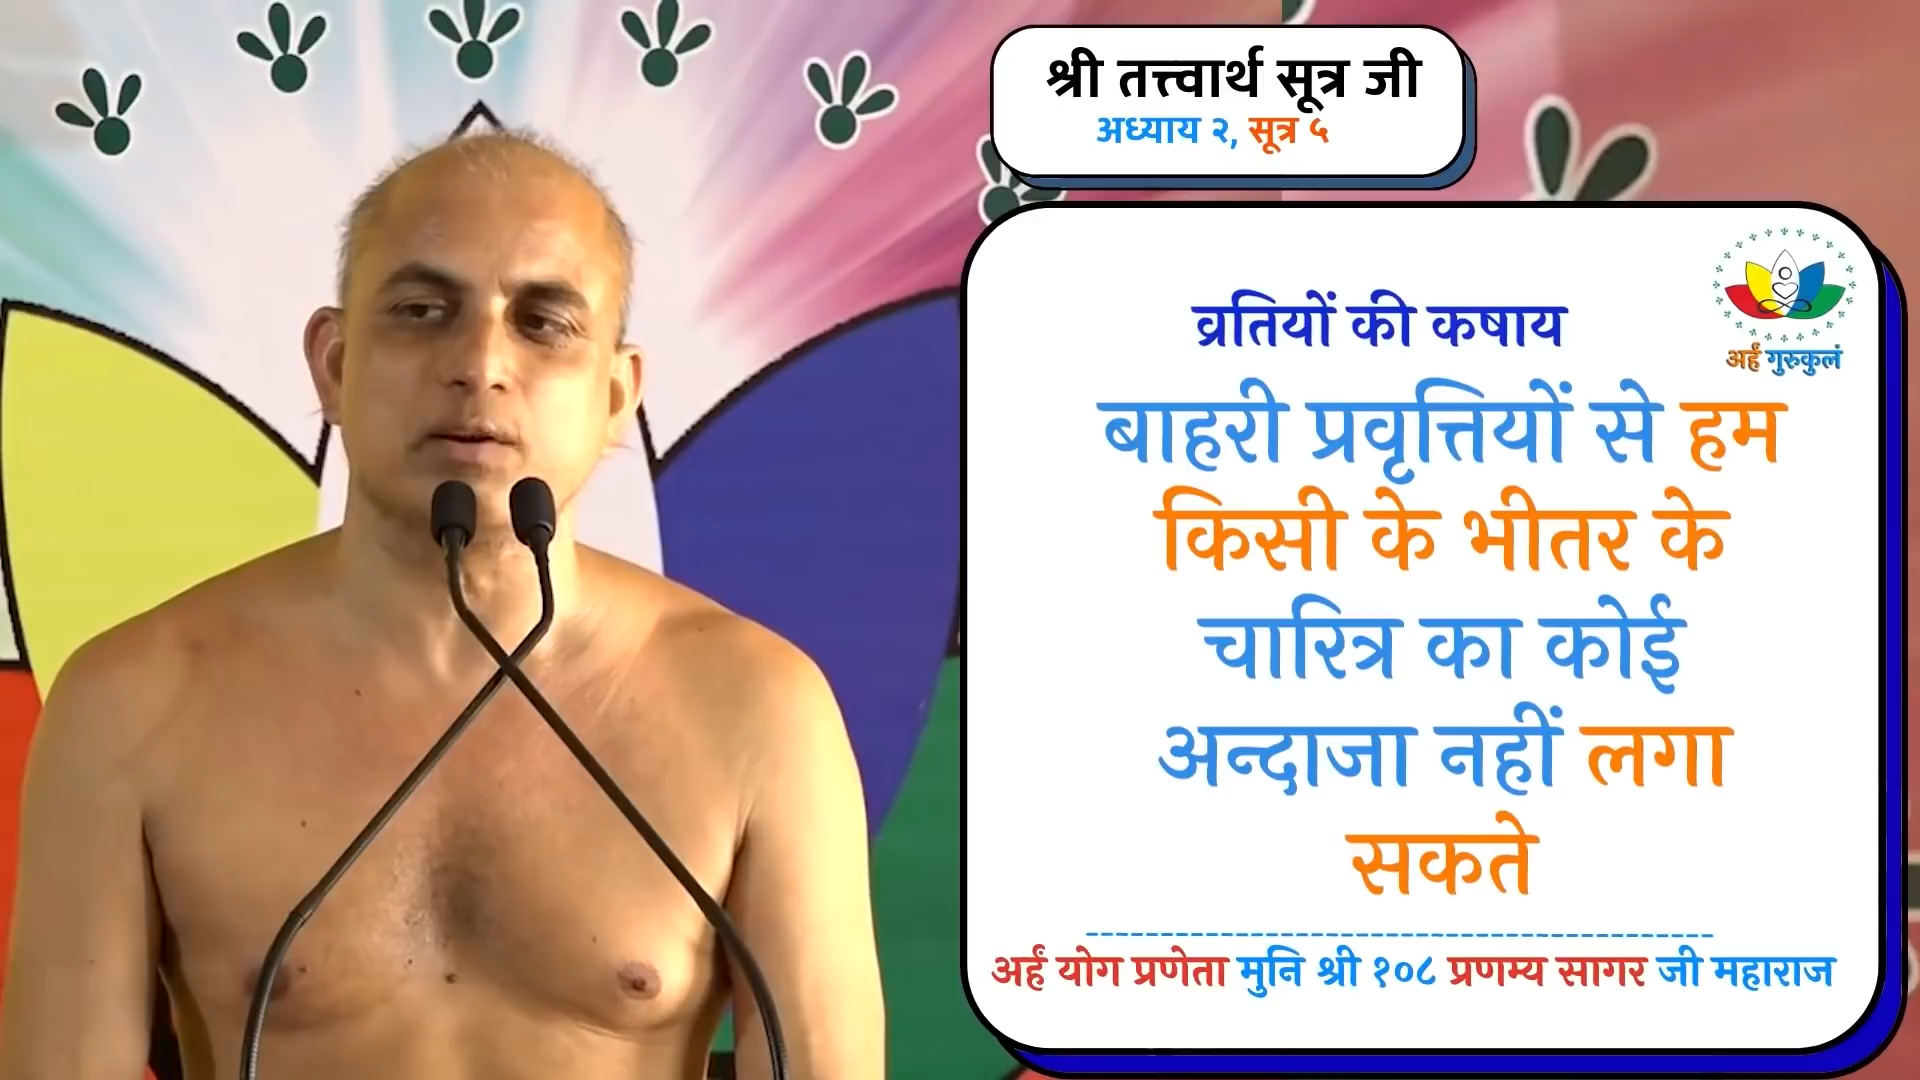 श्री तत्त्वार्थ सूत्र जी
अध्याय २, सूत्र ५
अर्हं गुरुकुलं
व्रतियों की कषाय
बाहरी प्रवृत्तियों से हम
किसी के भीतर के
चारित्र का कोई
अन्दाजा नहीं लगा
सकते
अर्हं योग प्रणेता मुनि श्री १०८ प्रणम्य सागर जी महाराज